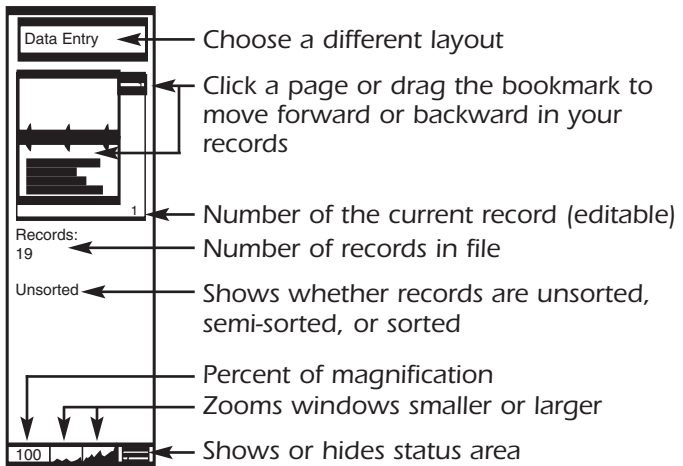 Data Entry
Choose a different layout
Click a page or drag the bookmark to
move forward or backward in your
records
1
Number of the current record (editable)
Records:
19
Number of records in file
Unsorted
Shows whether records are unsorted,
semi-sorted, or sorted
Percent of magnification
Zooms windows smaller or larger
100
Shows or hides status area